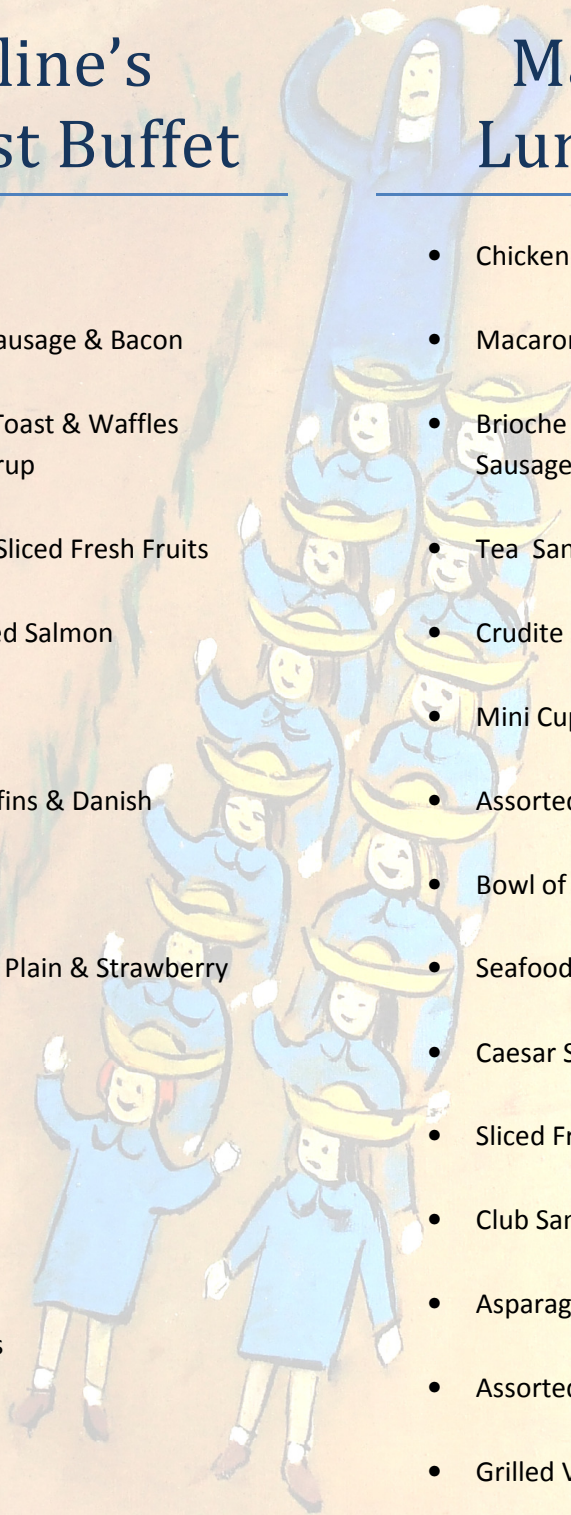 line's
st Buffet
ausage & Bacon
Toast & Waffles
rup
Sliced Fresh Fruits
ed Salmon
fins & Danish
Plain & Strawberry
s
Ma
Lun
• Chicken
• Macaron
• Brioche
Sausage
• Tea San
• Crudite
• Mini Cup
• Assorted
• Bowl of
• Seafood
• Caesar S
• Sliced Fr
• Club San
• Asparag
• Assorted
• Grilled V